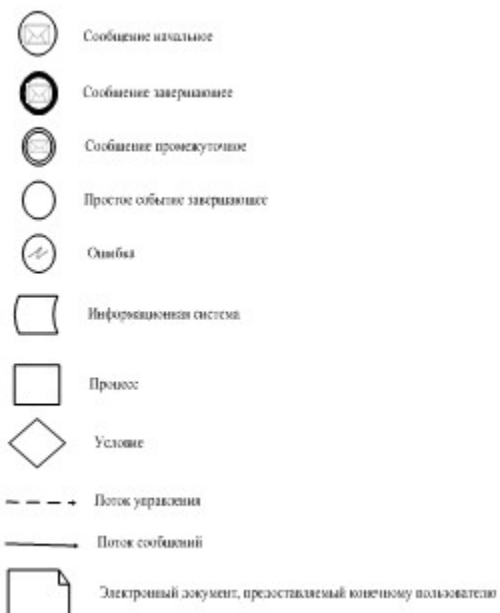 Сообщение начальное
Сообщение завершающее
Сообщение промежуточное
Простое событие завершающее
Ошибка
Информационная система
Процесс
Условие
Поток управления
Поток сообщений
Электронный документ, предоставляемый конечному пользователю